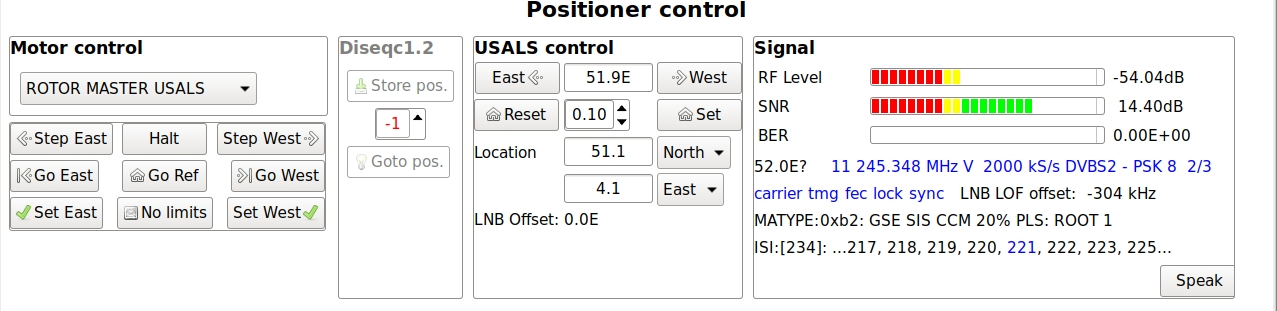 Positioner control
Motor control
ROTOR MASTER USALS
Step East Halt Step West
Go East Go Ref Go West
Set East No limits Set West
Diseqc1.2
Store pos.
-1
Goto pos.
USALS control
East 51.9E West
Reset 0.10 Set
Location 51.1 North
4.1 East
LNB Offset: 0.0E
Signal
RF Level -54.04dB
SNR 14.40dB
BER 0.00E+00
52.0E? 11 245.348 MHz V 2000 kS/s DVBS2 - PSK 8 2/3
carrier tmg fec lock sync LNB LOF offset: -304 kHz
MATYPE:0xb2: GSE SIS CCM 20% PLS: ROOT 1
ISI:[234]: ...217, 218, 219, 220, 221, 222, 223, 225...
Speak